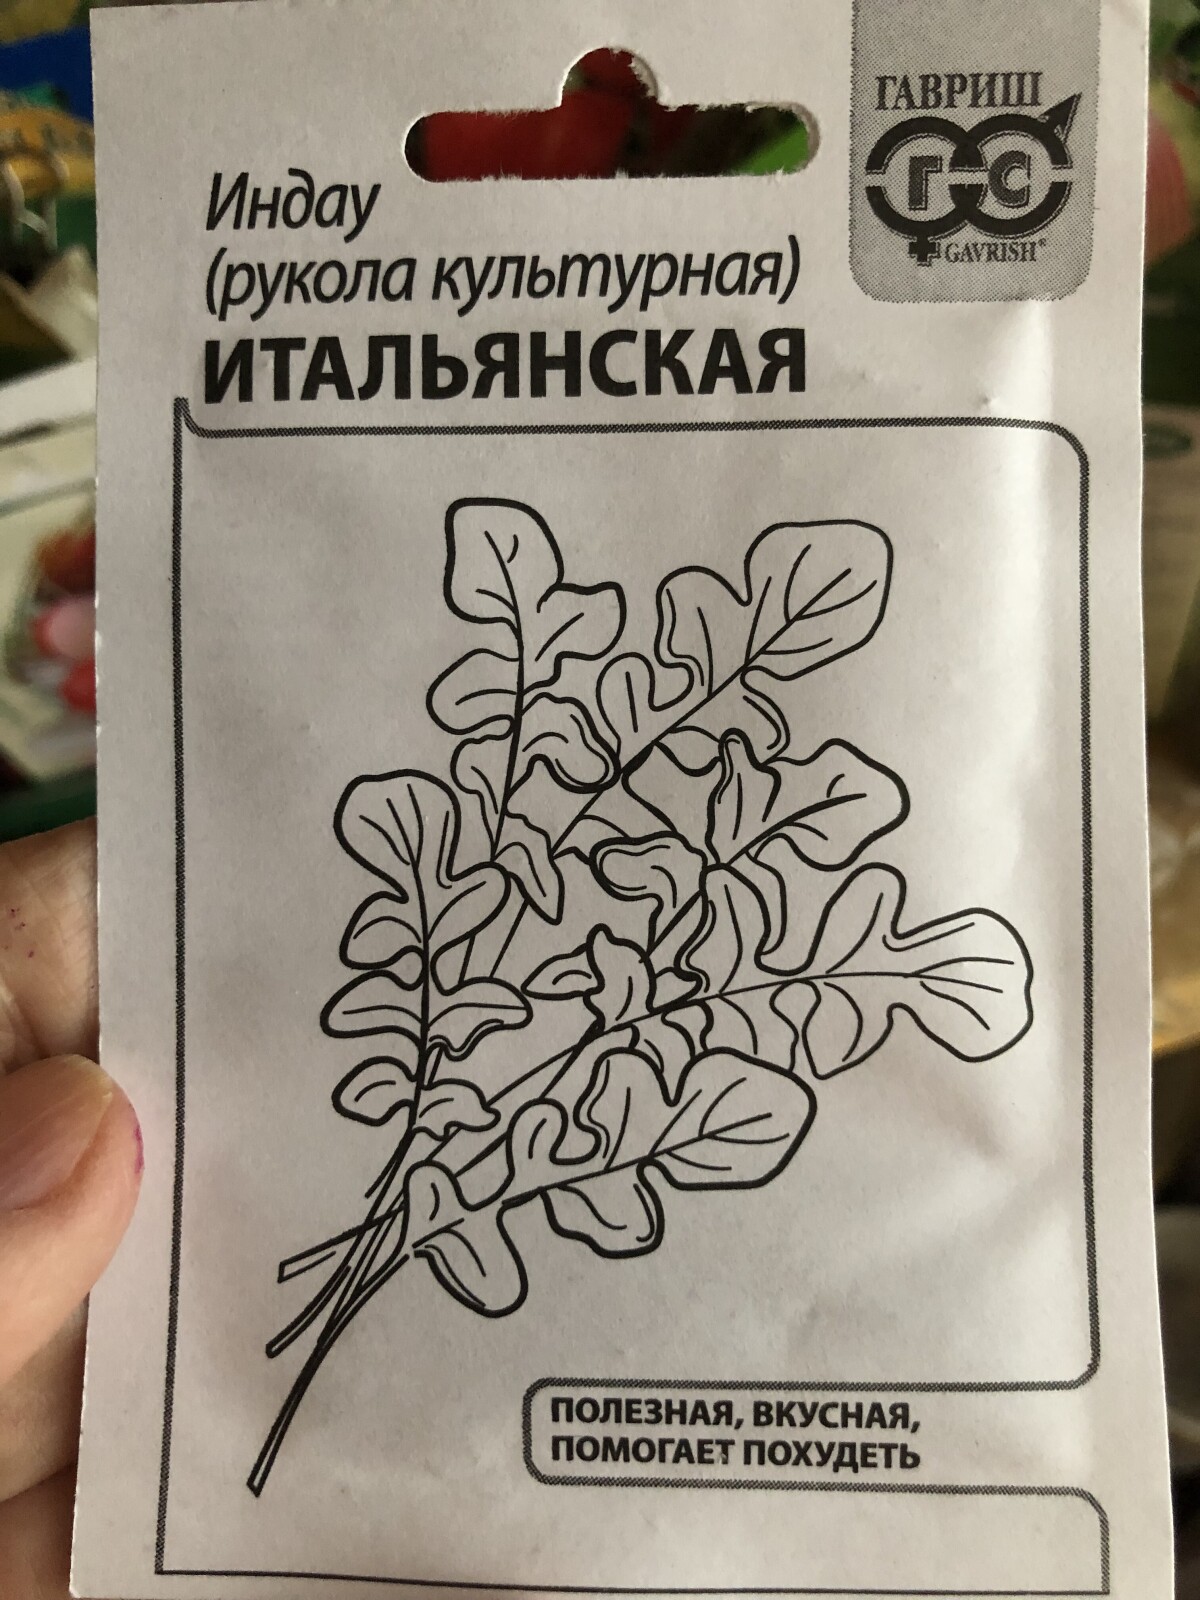 ГАВРИШ
ГС
GAVRISH®
Индау
(рукола культурная)
ИТАЛЬЯНСКАЯ
ПОЛЕЗНАЯ, ВКУСНАЯ,
ПОМОГАЕТ ПОХУДЕТЬ